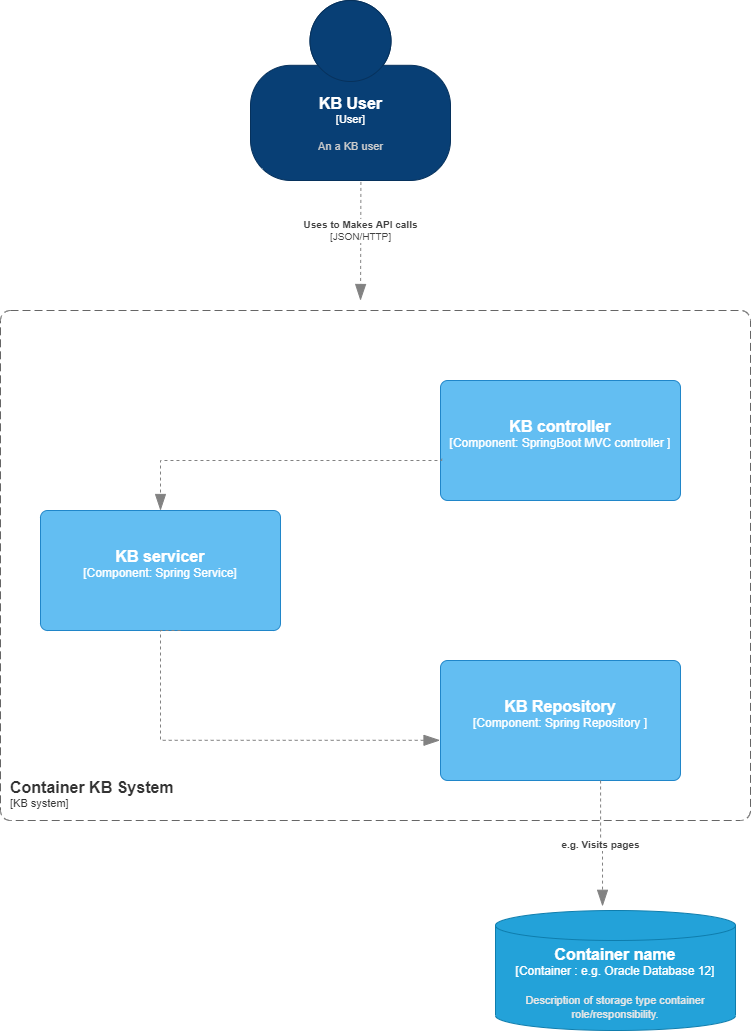 KB User
[User]
An a KB user
Uses to Makes API calls
[JSON/HTTP]
KB controller
[Component: SpringBoot MVC controller ]
KB servicer
[Component: Spring Service]
KB Repository
[Component: Spring Repository ]
Container KB System
[KB system]
e.g. Visits pages
Container name
[Container : e.g. Oracle Database 12]
Description of storage type container
role/responsibility.